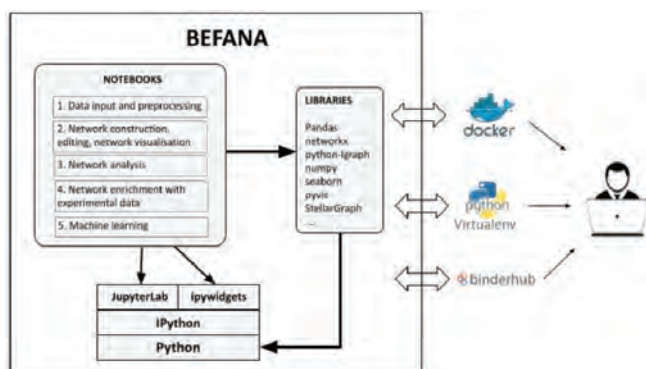 BEFANA
NOTEBOOKS
1. Data input and preprocessing
2. Network construction,
editing, network visualisation
3. Network analysis
4. Network enrichment with
experimental data
5. Machine learning
LIBRARIES
Pandas
networkx
python-igraph
numpy
seaborn
pyvis
StellarGraph
...
JupyterLab
ipywidgets
IPython
Python
docker
python
Virtualenv
binderhub